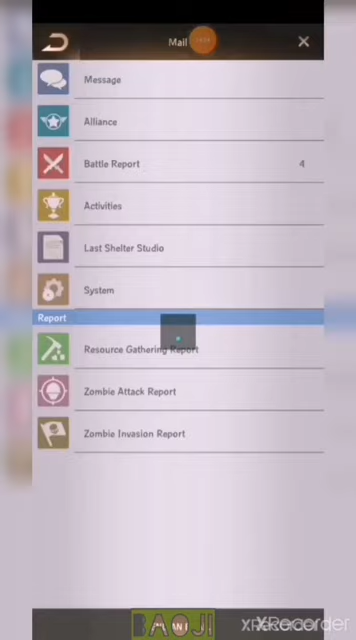 Mail
Message
Alliance
Battle Report 4
Activities
Last Shelter Studio
System
Report
Resource Gathering Report
Zombie Attack Report
Zombie Invasion Report
BAOJI
XRecorder